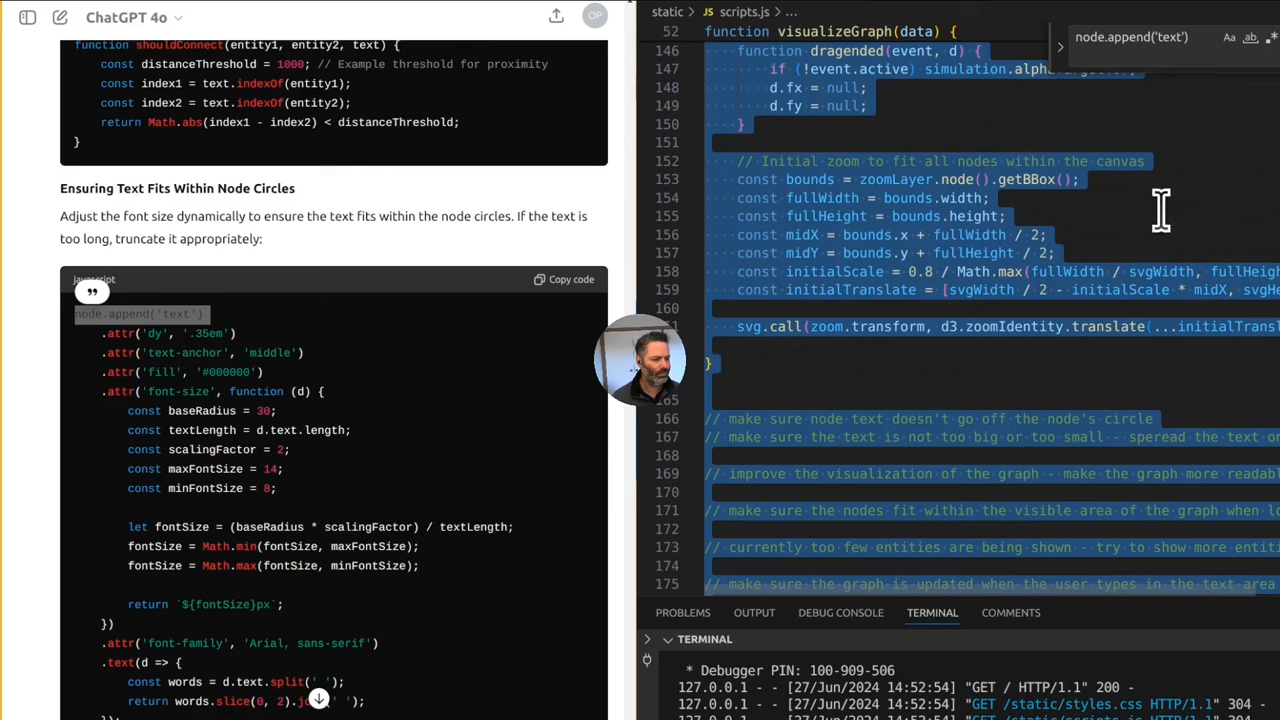 ChatGPT 4o
OP
function shouldConnect(entity1, entity2, text) {
const distanceThreshold = 1000; // Example threshold for proximity
const index1 = text.indexOf(entity1);
const index2 = text.indexOf(entity2);
return Math.abs(index1 - index2) < distanceThreshold;
}
Ensuring Text Fits Within Node Circles
Adjust the font size dynamically to ensure the text fits within the node circles. If the text is
too long, truncate it appropriately:
javascript
Copy code
node.append('text')
.attr('dy', '.35em')
.attr('text-anchor', 'middle')
.attr('fill', '#000000')
.attr('font-size', function (d) {
const baseRadius = 30;
const textLength = d.text.length;
const scalingFactor = 2;
const maxFontSize = 14;
const minFontSize = 8;
let fontSize = (baseRadius * scalingFactor) / textLength;
fontSize = Math.min(fontSize, maxFontSize);
fontSize = Math.max(fontSize, minFontSize);
return `${fontSize}px`;
})
.attr('font-family', 'Arial, sans-serif')
.text(d => {
const words = d.text.split(' ');
return words.slice(0, 2)
static > JS scripts.js > ...
node.append('text')
Aa ab .*
52 function visualizeGraph(data) {
146 function dragended(event, d) {
147 if (!event.active) simulation.
148 d.fx = null;
149 d.fy = null;
150 }
151
152 // Initial zoom to fit all nodes within the canvas
153 const bounds = zoomLayer.node().getBBox();
154 const fullWidth = bounds.width;
155 const fullHeight = bounds.height;
156 const midX = bounds.x + fullWidth / 2;
157 const midY = bounds.y + fullHeight / 2;
158 const initialScale = 0.8 / Math.max(fullWidth / svgWidth,
159 const initialTranslate = [svgWidth / 2 - initialScale * midX,
160
svg.call(zoom.transform, d3.zoomIdentity.translate(
}
165
166 // make sure node text doesn't go off the node's circle
167 // make sure the text is not too big or too small -- speread the text
168
169 // improve the visualization of the graph - make the graph more
170
171 // make sure the nodes fit within the visible area of the graph when
172
173 // currently too few entities are being shown - try to show more
174
175 // make sure the graph is updated when the user types in the text area
PROBLEMS OUTPUT DEBUG CONSOLE TERMINAL COMMENTS
TERMINAL
* Debugger PIN: 100-909-506
127.0.0.1 - - [27/Jun/2024 14:52:54] "GET / HTTP/1.1" 200 -
127.0.0.1 - - [27/Jun/2024 14:52:54] "GET /static/styles.css HTTP/1.1" 304 -